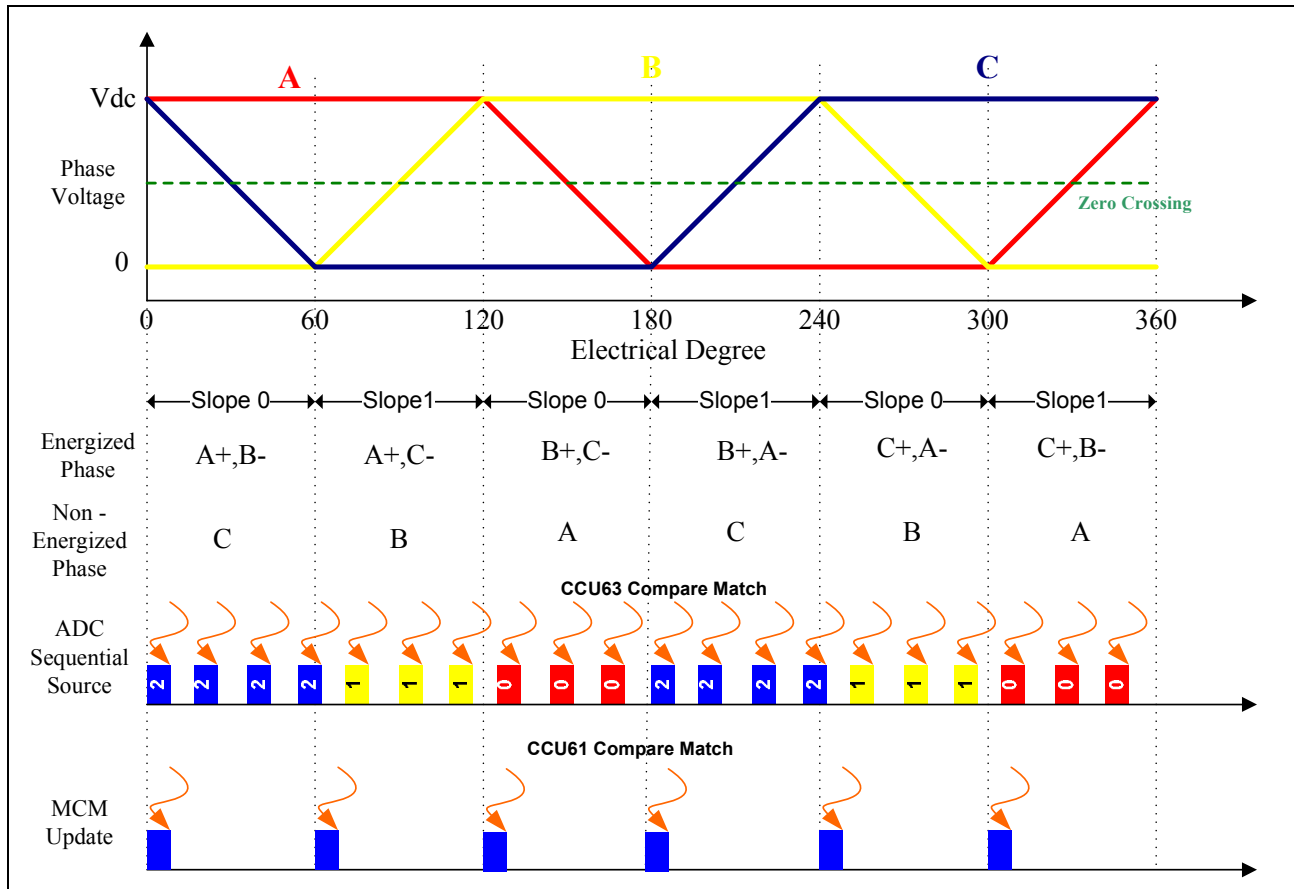 A
B
C
Vdc
Phase
Voltage
Zero Crossing
0
0 60 120 180 240 300 360
Electrical Degree
Slope 0 Slope1 Slope 0 Slope1 Slope 0 Slope1
Energized
Phase
A+,B- A+,C- B+,C- B+,A- C+,A- C+,B-
Non -
Energized
Phase
C B A C B A
CCU63 Compare Match
ADC
Sequential
Source
2 2 2 2 1 1 1 0 0 0 2 2 2 2 1 1 1 0 0 0
CCU61 Compare Match
MCM
Update